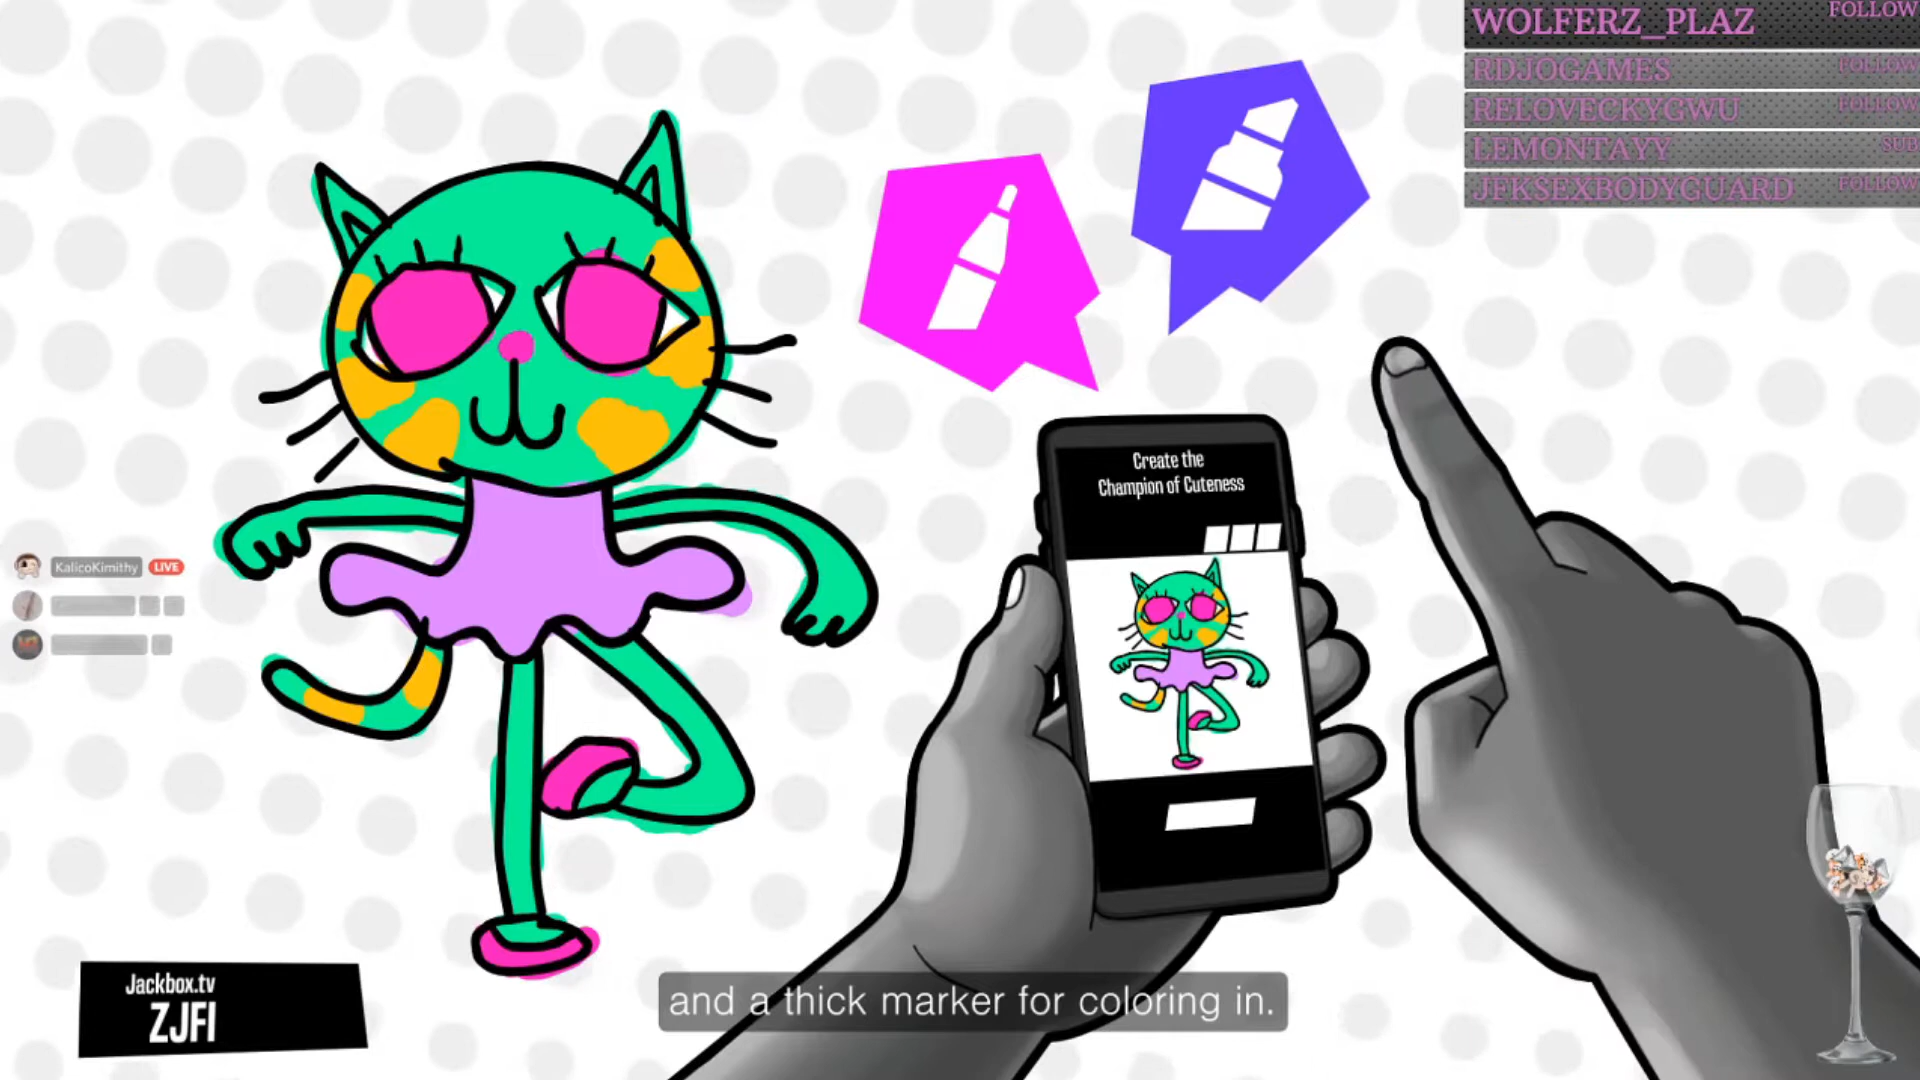 WOLFERZ_PLAZ FOLLOW
RDJOGAMES FOLLOW
RELOVECKYGWU FOLLOW
LEMONTAYY SUB
JFKSEXBODYGUARD FOLLOW
Create the
Champion of Cuteness
KalicoKimithy LIVE
Jackbox.tv
ZJFI
and a thick marker for coloring in.